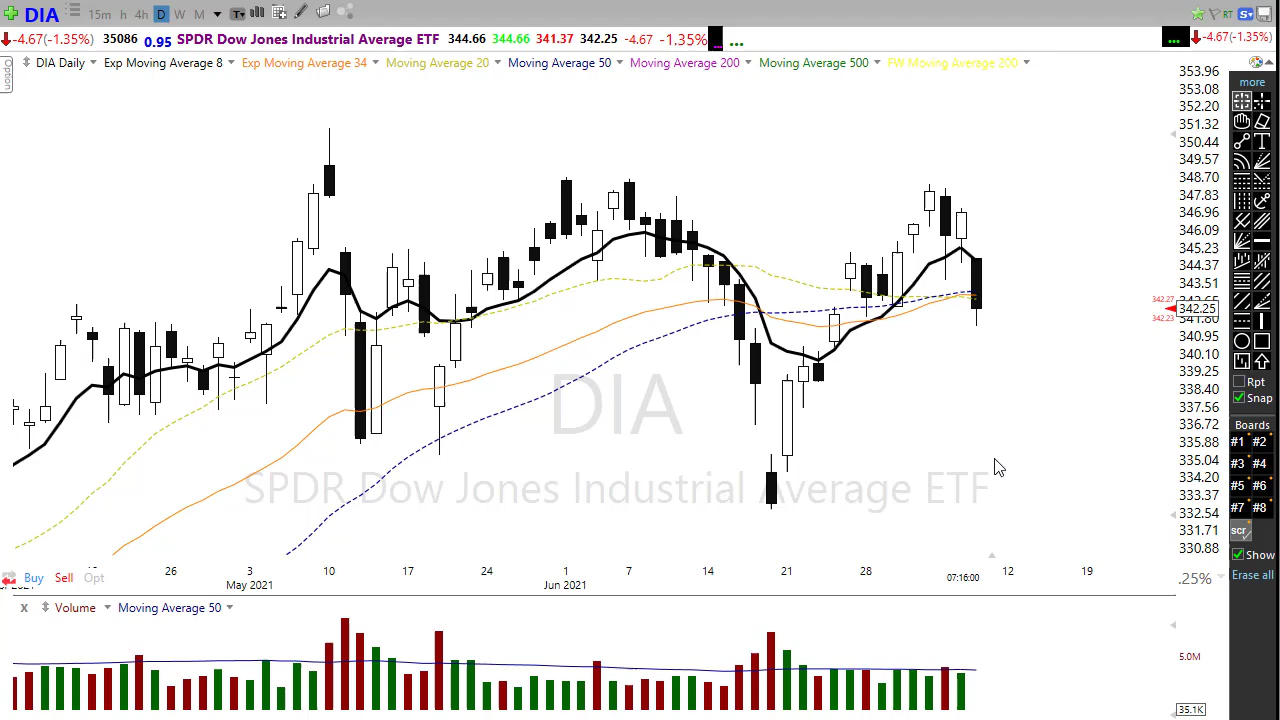 DIA 15m h 4h D W M T RT S
-4.67(-1.35%) 35086 0.95 SPDR Dow Jones Industrial Average ETF 344.66 344.66 341.37 342.25 -4.67 -1.35% ... ... -4.67(-1.35%)
Option
DIA Daily Exp Moving Average 8 Exp Moving Average 34 Moving Average 20 Moving Average 50 Moving Average 200 Moving Average 500 FW Moving Average 200
353.96
353.08
352.20
351.32
350.44
349.57
348.70
347.83
346.96
346.09
345.23
344.37
343.51
342.27
342.25
342.23
340.95
340.10
339.25
338.40
337.56
336.72
335.88
335.04
334.20
333.37
332.54
331.71
330.88
more
T
Rpt
Snap
Boards
#1 #2
#3 #4
#5 #6
#7 #8
scr
Show
Erase all
DIA
SPDR Dow Jones Industrial Average ETF
26 3 10 17 24 1 7 14 21 28 12 19
May 2021 Jun 2021 07:16:00
Buy Sell Opt
.25%
X Volume Moving Average 50
5.0M
35.1K